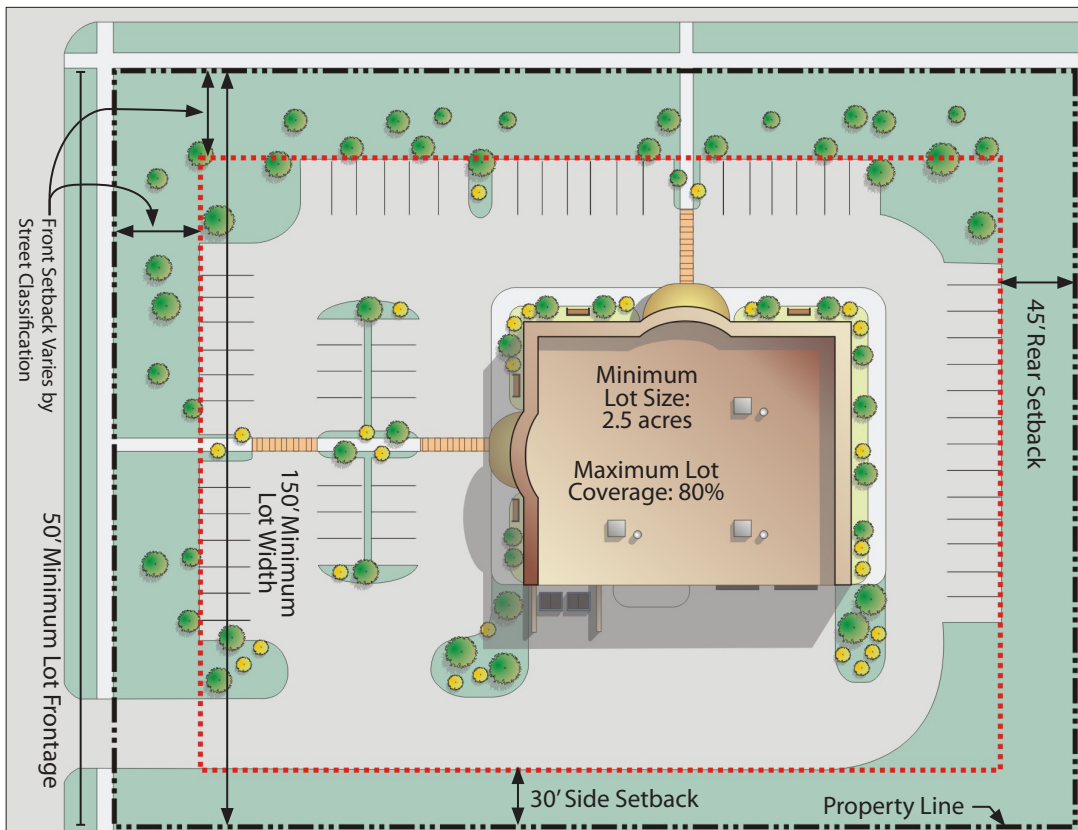 Front Setback Varies by
Street Classification
50' Minimum Lot Frontage
150' Minimum
Lot Width
Minimum
Lot Size:
2.5 acres
Maximum Lot
Coverage: 80%
45' Rear Setback
30' Side Setback
Property Line